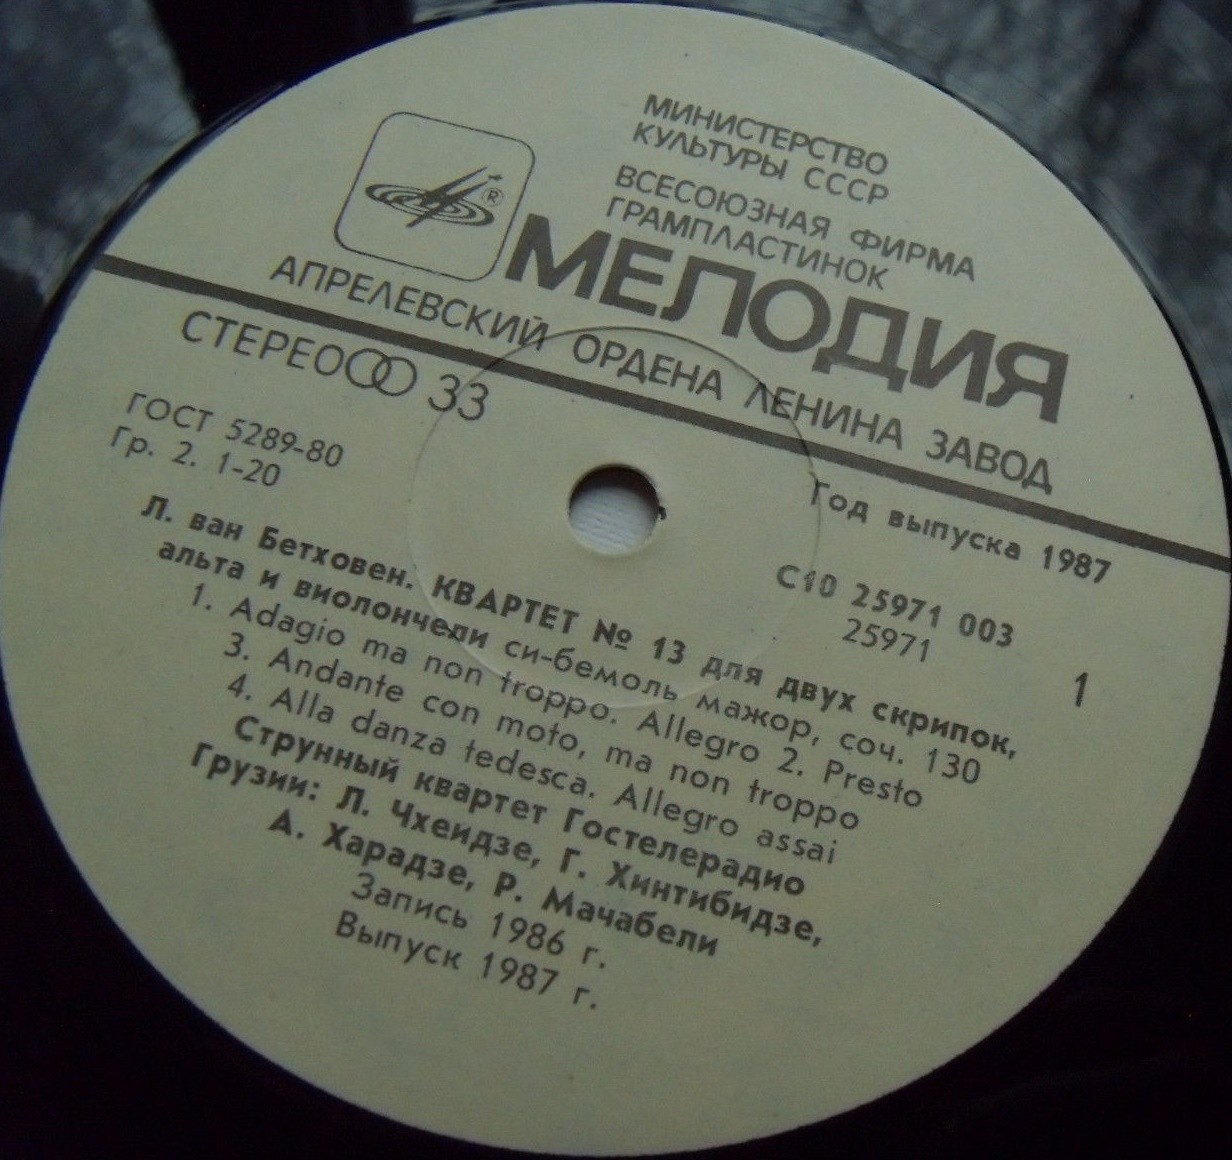 МИНИСТЕРСТВО
КУЛЬТУРЫ СССР
ВСЕСОЮЗНАЯ ФИРМА
ГРАМПЛАСТИНОК
®
МЕЛОДИЯ
АПРЕЛЕВСКИЙ ОРДЕНА ЛЕНИНА ЗАВОД
СТЕРЕО 33
ГОСТ 5289-80
Гр. 2. 1-20
Год выпуска 1987
С10 25971 003
25971
1
Л. ван Бетховен. КВАРТЕТ № 13 для двух скрипок,
альта и виолончели си-бемоль мажор, соч. 130
1. Adagio ma non troppo. Allegro 2. Presto
3. Andante con moto, ma non troppo
4. Alla danza tedesca. Allegro assai
Струнный квартет Гостелерадио
Грузии: Л. Чхеидзе, Г. Хинтибидзе,
А. Харадзе, Р. Мачабели
Запись 1986 г.
Выпуск 1987 г.